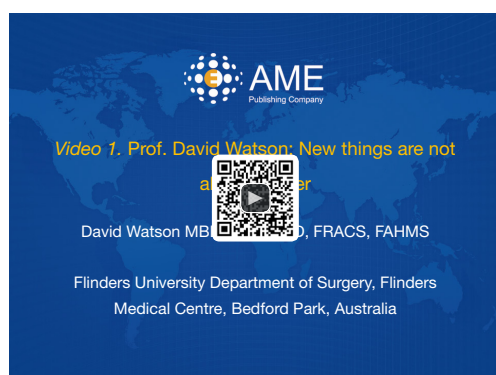 AME
Publishing Company
Video 1. Prof. David Watson: New things are not
David Watson MB , FRACS, FAHMS
Flinders University Department of Surgery, Flinders
Medical Centre, Bedford Park, Australia